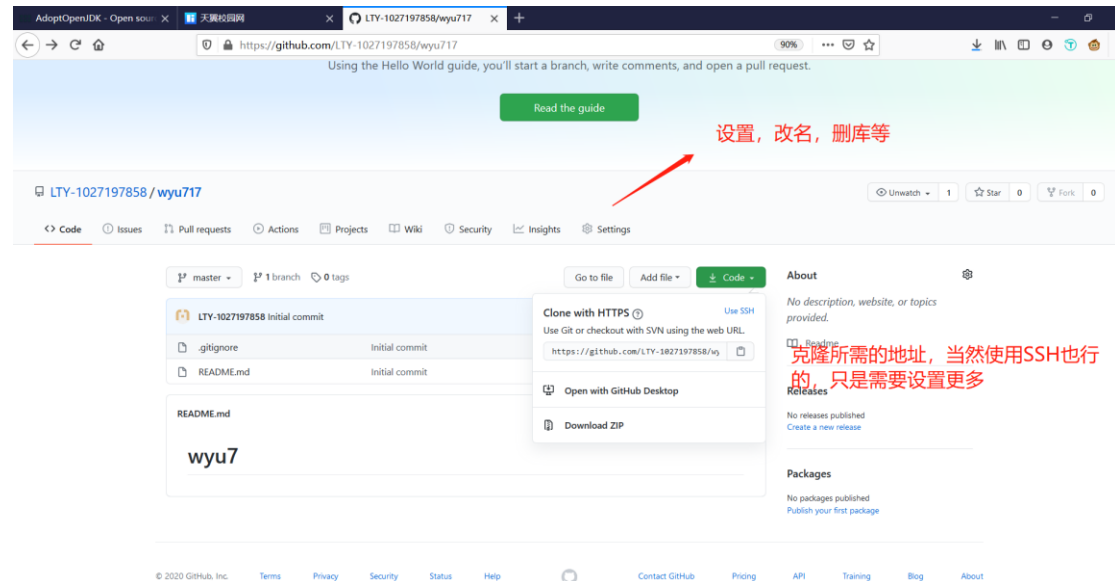 AdoptOpenJDK - Open soun
天翼校园网
LTY-1027197858/wyu717
https://github.com/LTY-1027197858/wyu717
90%
Using the Hello World guide, you'll start a branch, write comments, and open a pull request.
Read the guide
设置，改名，删库等
LTY-1027197858 / wyu717
Unwatch 1
Star 0
Fork 0
Code
Issues
Pull requests
Actions
Projects
Wiki
Security
Insights
Settings
master
1 branch
0 tags
Go to file
Add file
Code
About
LTY-1027197858 Initial commit
Clone with HTTPS
Use SSH
Use Git or checkout with SVN using the web URL.
No description, website, or topics
provided.
.gitignore
Initial commit
https://github.com/LTY-1027197858/wy
Readme
克隆所需的地址，当然使用SSH也行
的，只是需要设置更多
README.md
Initial commit
Open with GitHub Desktop
Releases
README.md
Download ZIP
No releases published
Create a new release
wyu7
Packages
No packages published
Publish your first package
© 2020 GitHub, Inc.
Terms
Privacy
Security
Status
Help
Contact GitHub
Pricing
API
Training
Blog
About